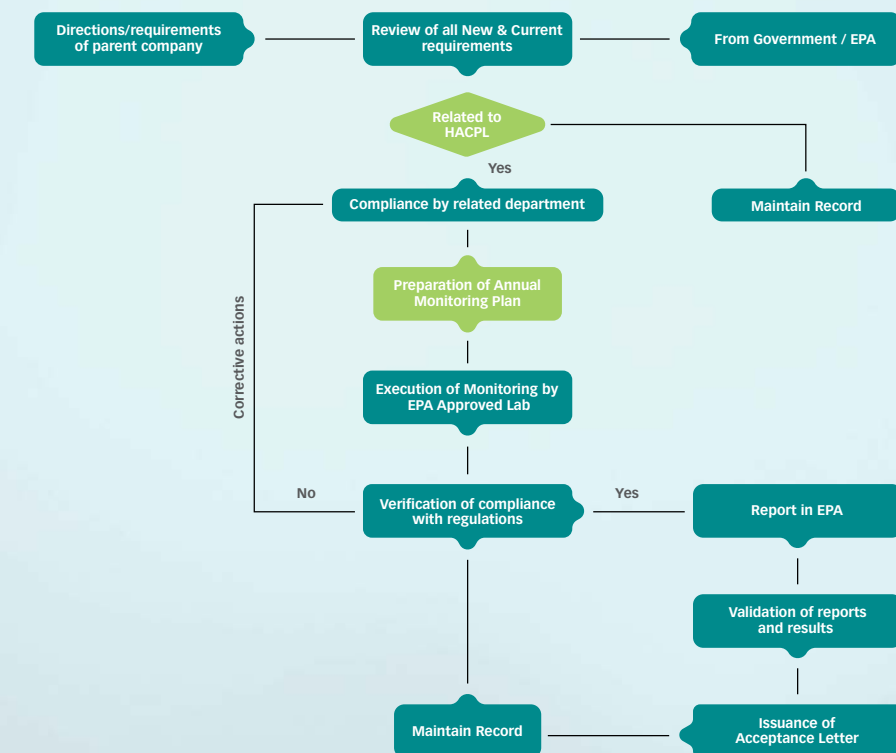 Directions/requirements
of parent company
Review of all New & Current
requirements
From Government / EPA
Related to
HACPL
Yes
Compliance by related department
Maintain Record
Preparation of Annual
Monitoring Plan
Corrective actions
Execution of Monitoring by
EPA Approved Lab
No
Verification of compliance
with regulations
Yes
Report in EPA
Validation of reports
and results
Maintain Record
Issuance of
Acceptance Letter